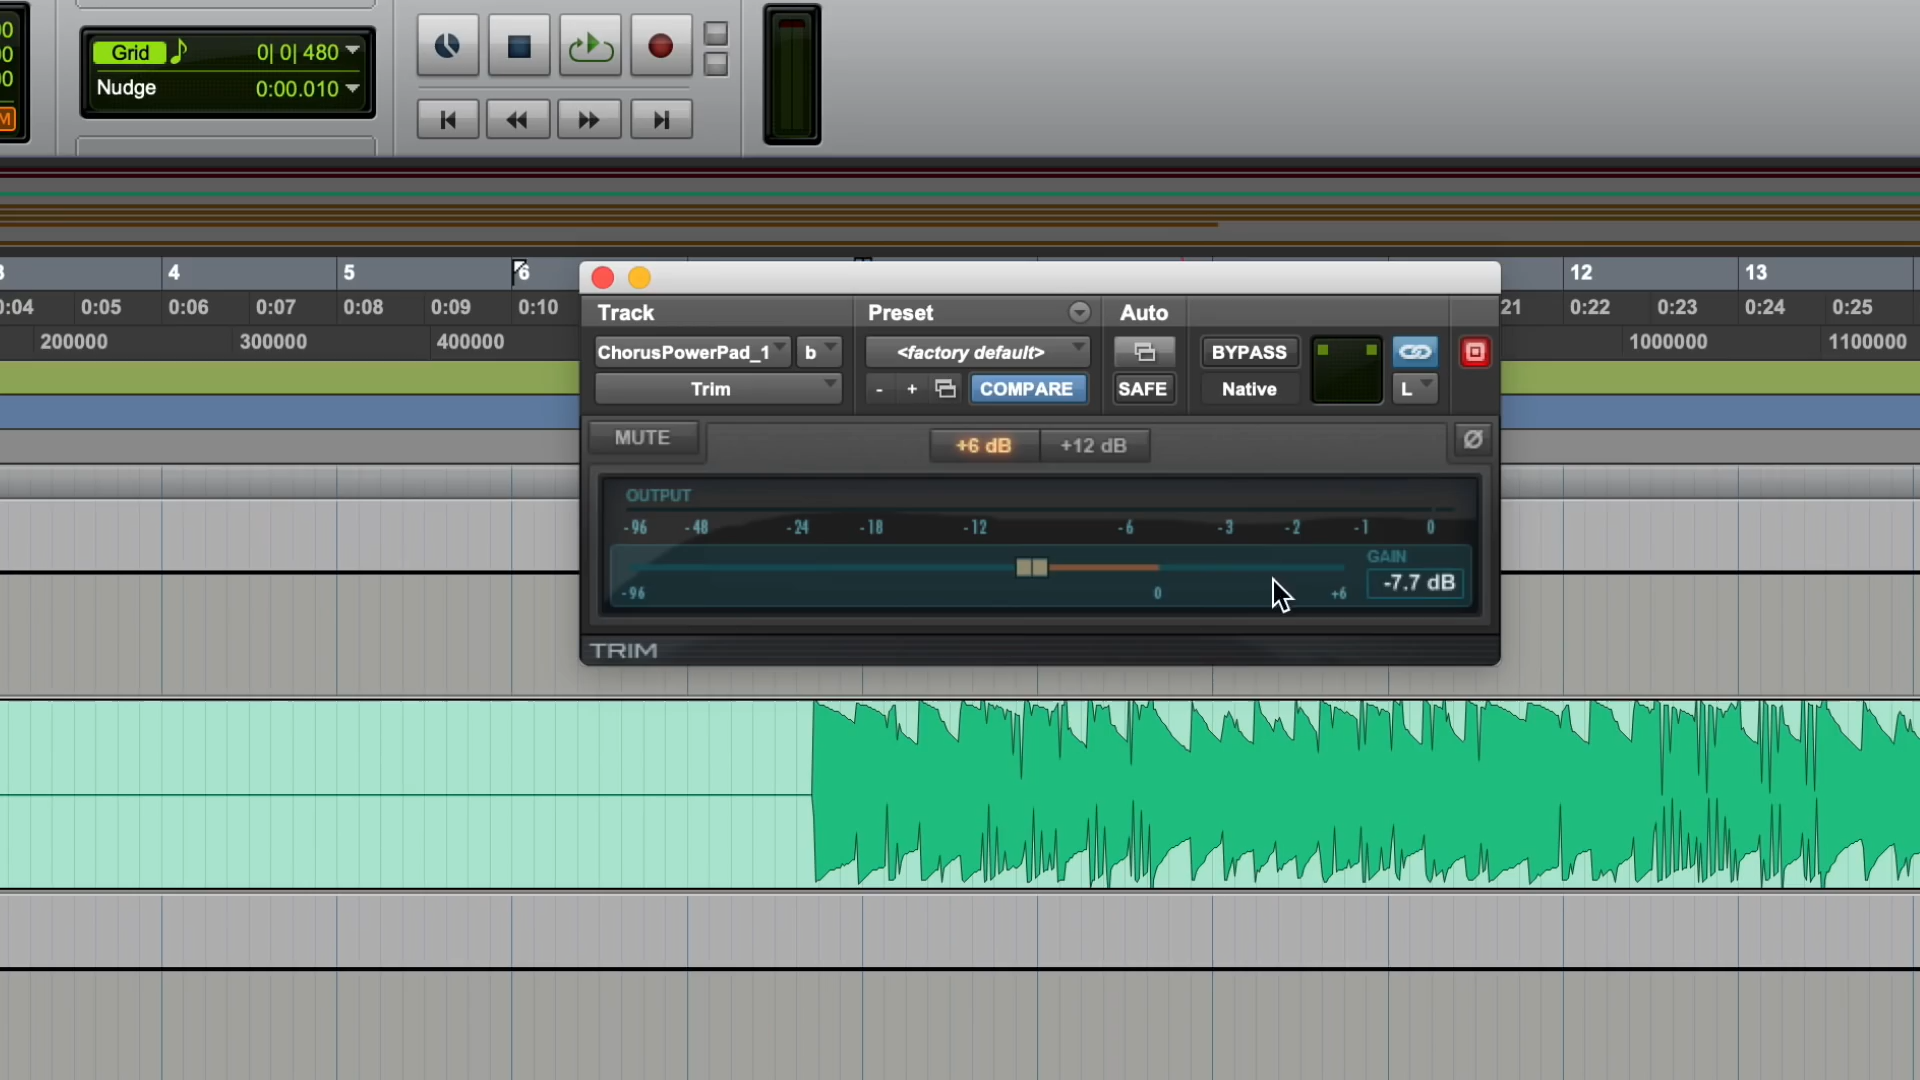 Grid 0| 0| 480
Nudge 0:00.010
4 5 6 12 13
0:04 0:05 0:06 0:07 0:08 0:09 0:10 21 0:22 0:23 0:24 0:25
200000 300000 400000 1000000 1100000
Track Preset Auto
ChorusPowerPad_1 b <factory default> BYPASS
Trim - + COMPARE SAFE Native L
MUTE +6 dB +12 dB Ø
OUTPUT
-96 -48 -24 -18 -12 -6 -3 -2 -1 0
GAIN
-7.7 dB
-96 0 +6
TRIM